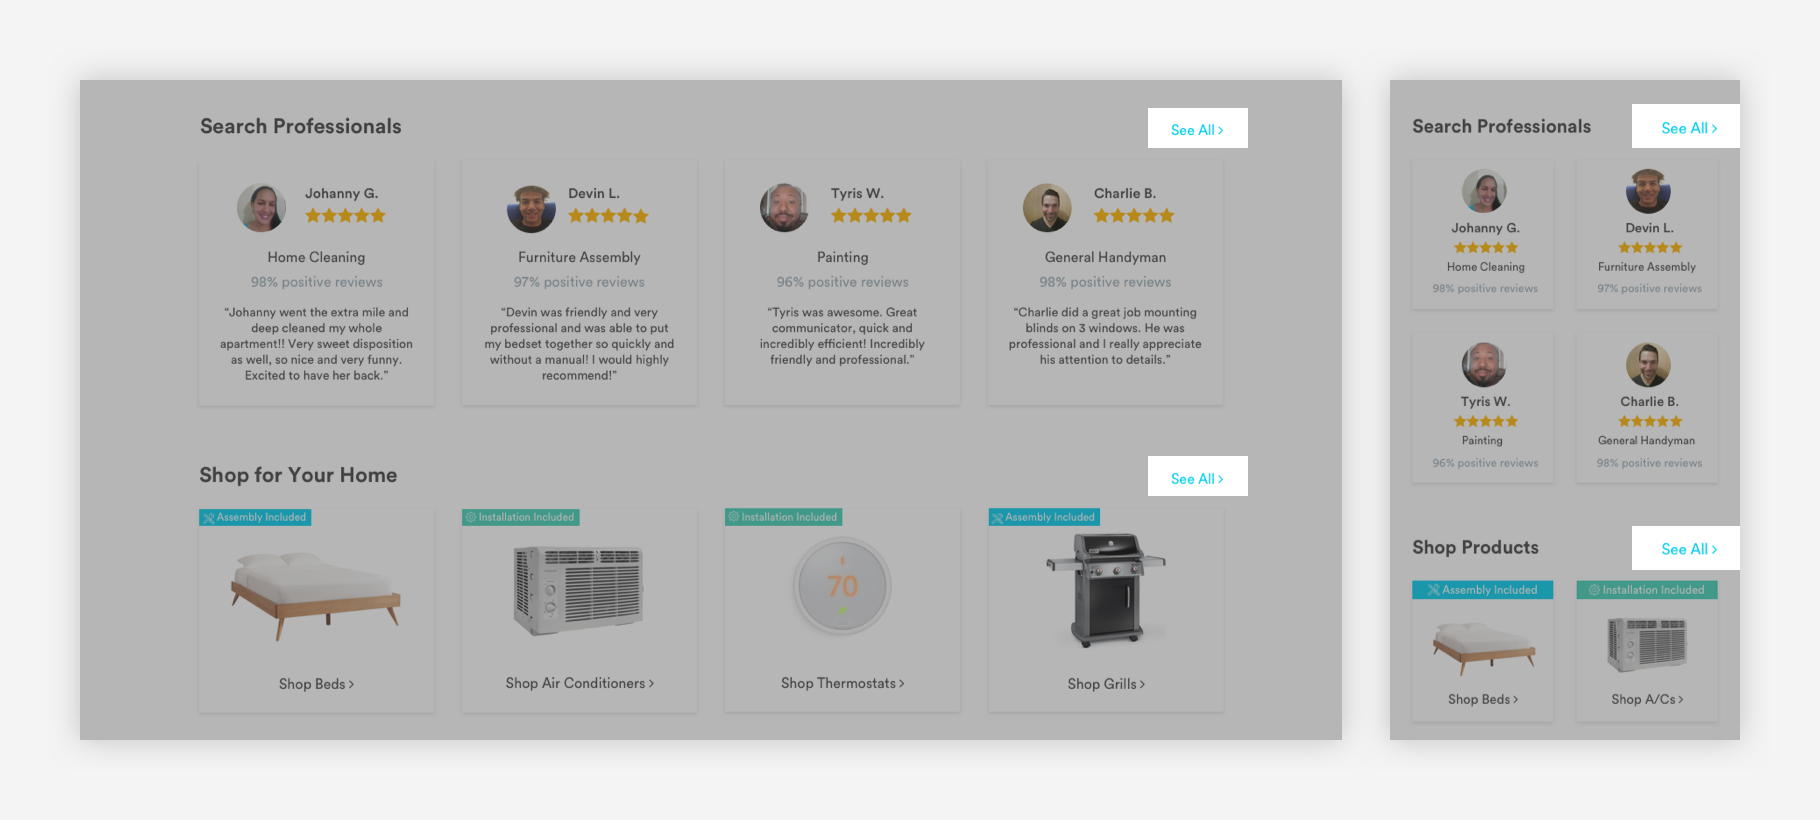 Search Professionals
See All >
Johanny G.
Home Cleaning
98% positive reviews
“Johanny went the extra mile and
deep cleaned my whole
apartment!! Very sweet disposition
as well, so nice and very funny.
Excited to have her back.”
Devin L.
Furniture Assembly
97% positive reviews
“Devin was friendly and very
professional and was able to put
my bedset together so quickly and
without a manual! I would highly
recommend!”
Tyris W.
Painting
96% positive reviews
“Tyris was awesome. Great
communicator, quick and
incredibly efficient! Incredibly
friendly and professional.”
Charlie B.
General Handyman
98% positive reviews
“Charlie did a great job mounting
blinds on 3 windows. He was
professional and I really appreciate
his attention to details.”
Shop for Your Home
See All >
Assembly Included
Shop Beds >
Installation Included
Shop Air Conditioners >
Installation Included
70
Shop Thermostats >
Assembly Included
Shop Grills >
Search Professionals
See All >
Johanny G.
Home Cleaning
98% positive reviews
Devin L.
Furniture Assembly
97% positive reviews
Tyris W.
Painting
96% positive reviews
Charlie B.
General Handyman
98% positive reviews
Shop Products
See All >
Assembly Included
Shop Beds >
Installation Included
Shop A/Cs >